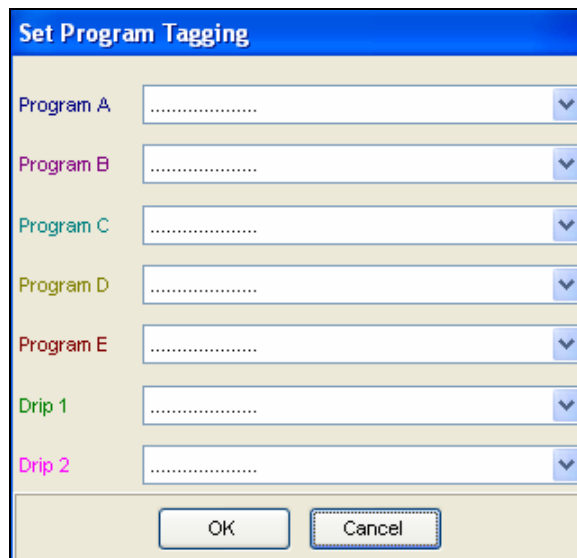 Set Program Tagging
Program A ....................
Program B ....................
Program C ....................
Program D ....................
Program E ....................
Drip 1 ....................
Drip 2 ....................
OK Cancel